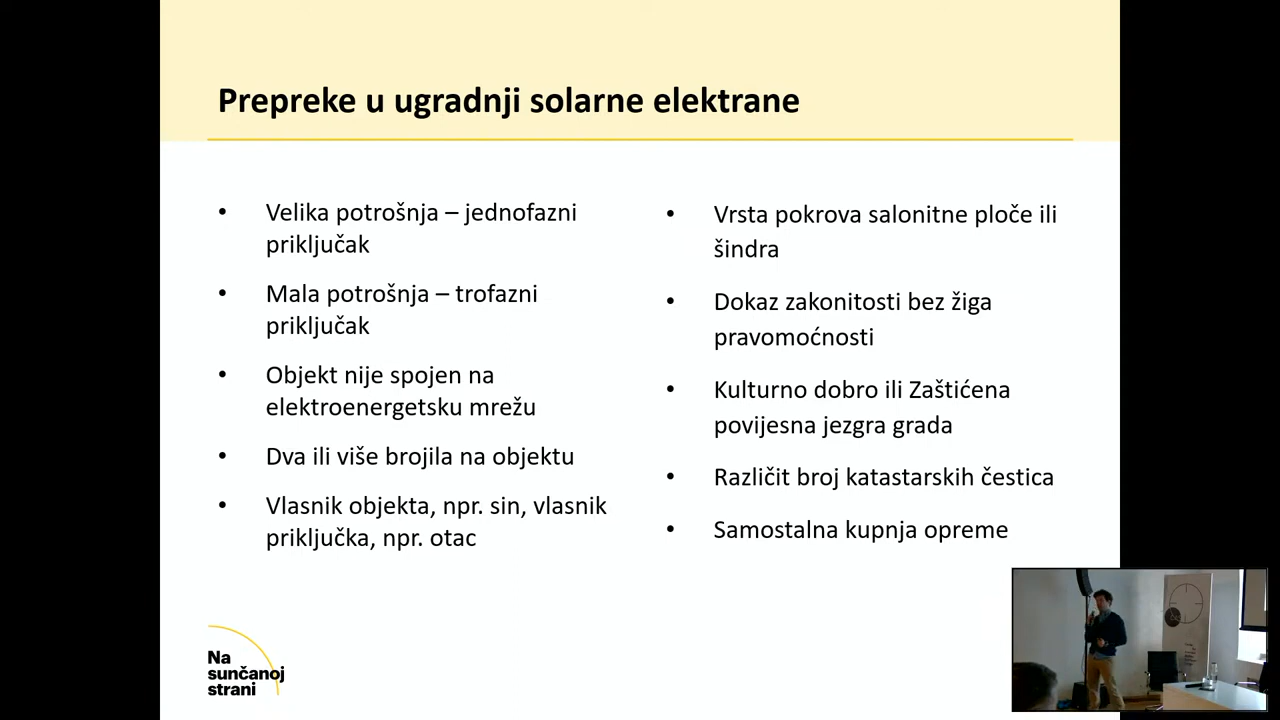 Prepreke u ugradnji solarne elektrane
• Velika potrošnja – jednofazni
priključak
• Mala potrošnja – trofazni
priključak
• Objekt nije spojen na
elektroenergetsku mrežu
• Dva ili više brojila na objektu
• Vlasnik objekta, npr. sin, vlasnik
priključka, npr. otac
• Vrsta pokrova salonitne ploče ili
šindra
• Dokaz zakonitosti bez žiga
pravomoćnosti
• Kulturno dobro ili Zaštićena
povijesna jezgra grada
• Različit broj katastarskih čestica
• Samostalna kupnja opreme
Na
sunčanoj
strani